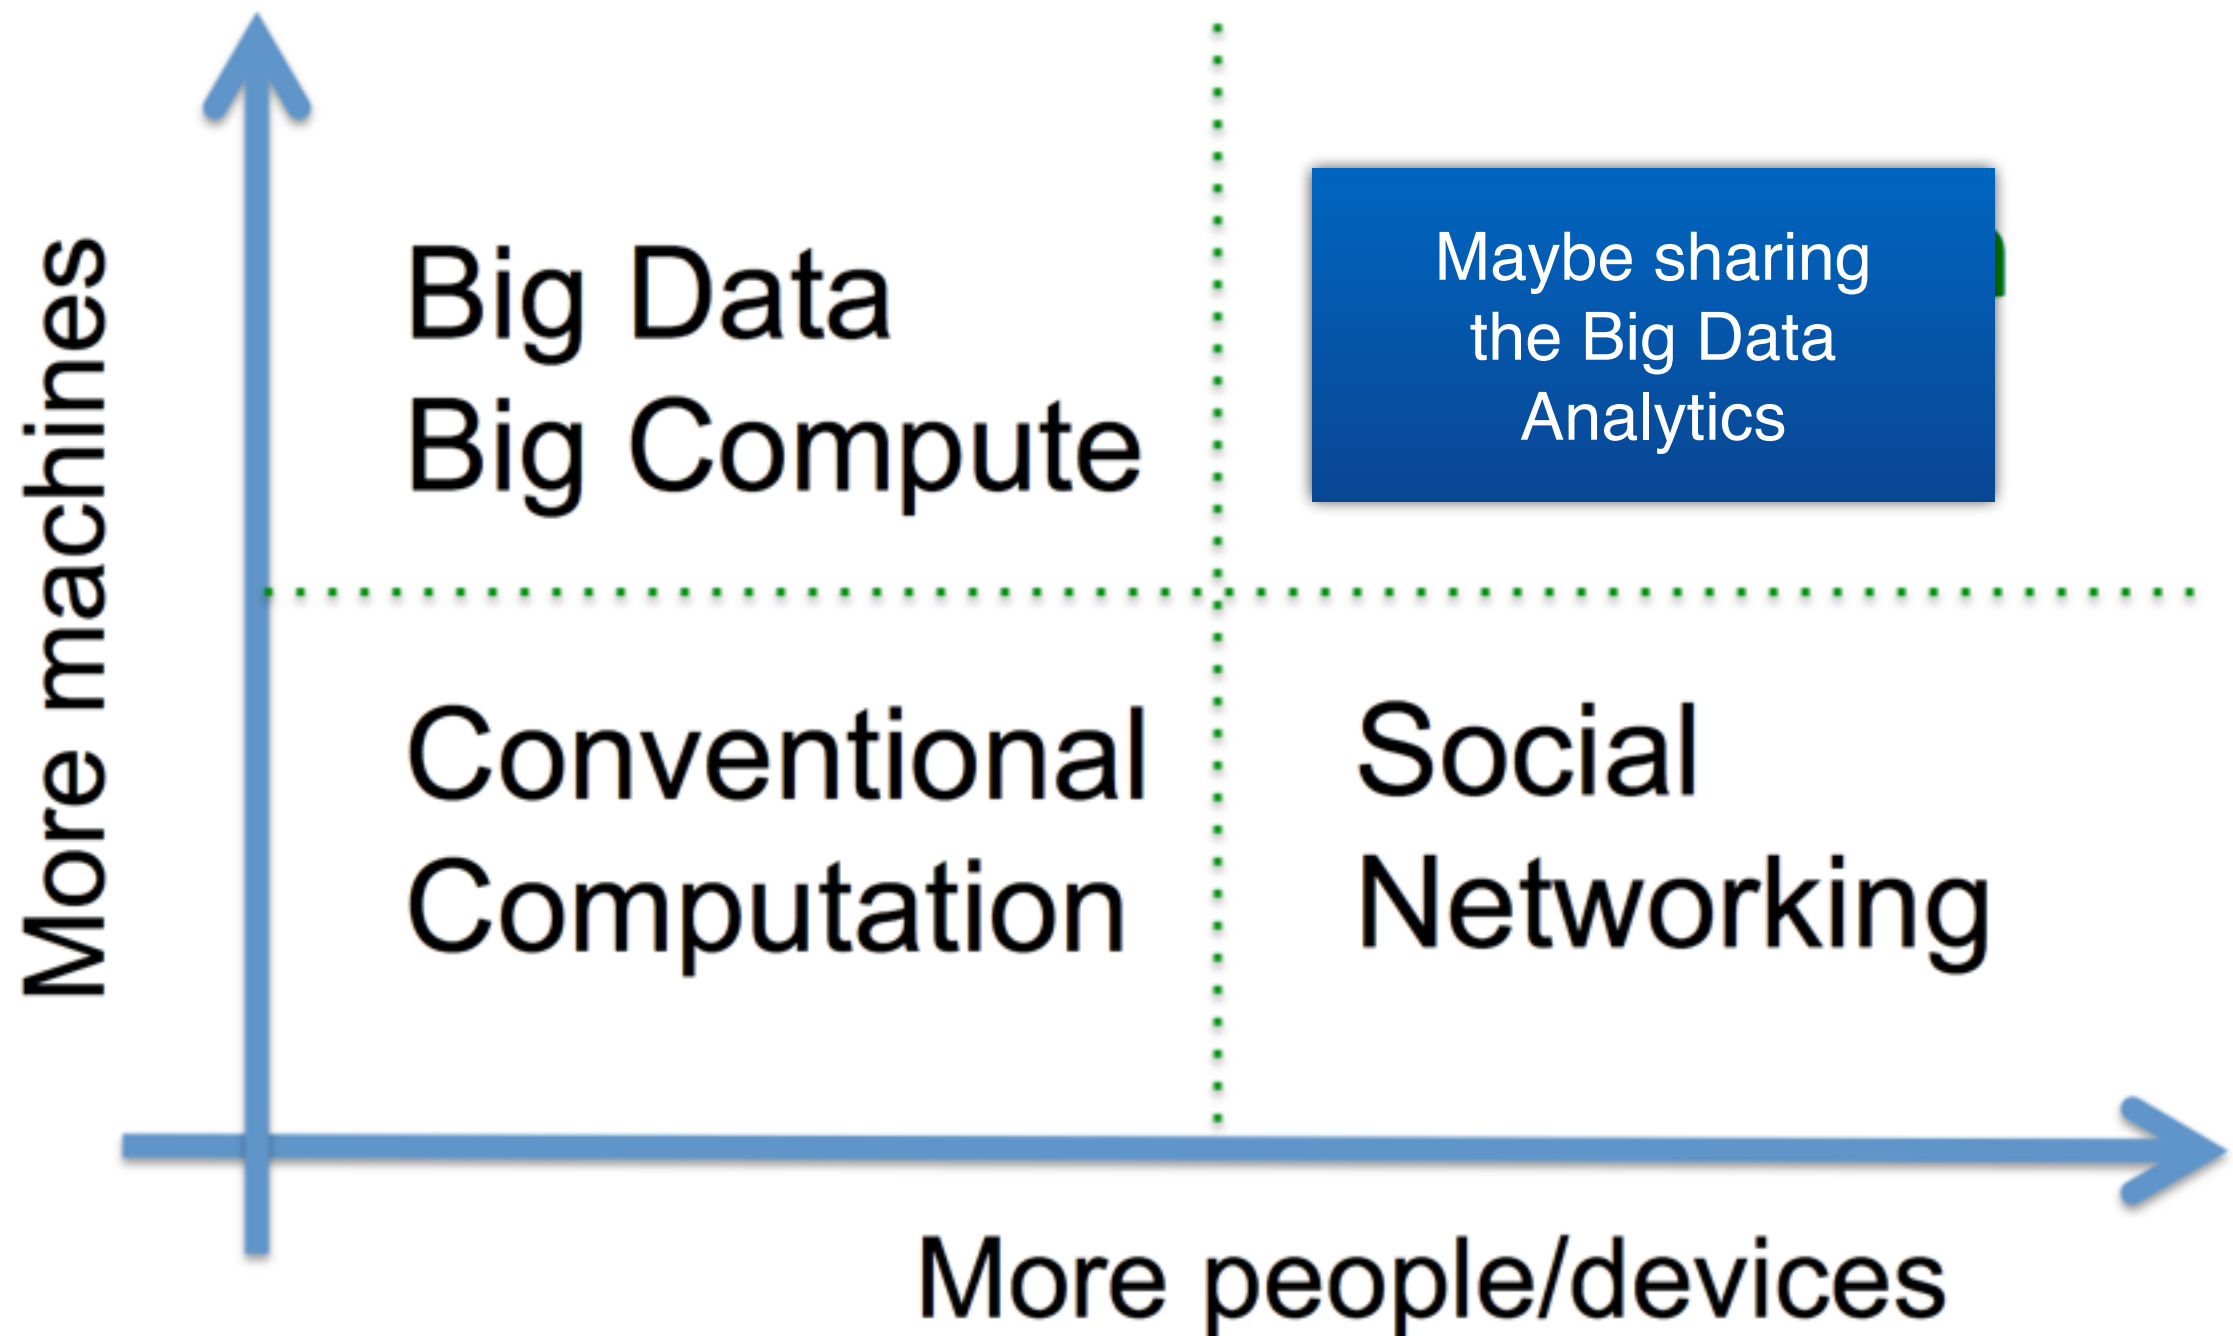 More machines
Big Data
Big Compute
Maybe sharing
the Big Data
Analytics
Conventional
Computation
Social
Networking
More people/devices